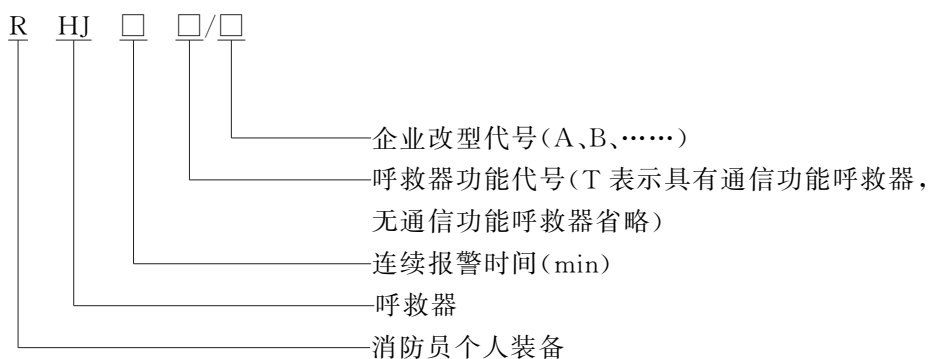 R HJ □ □/□
企业改型代号(A、B、……)
呼救器功能代号(T 表示具有通信功能呼救器,
无通信功能呼救器省略)
连续报警时间(min)
呼救器
消防员个人装备